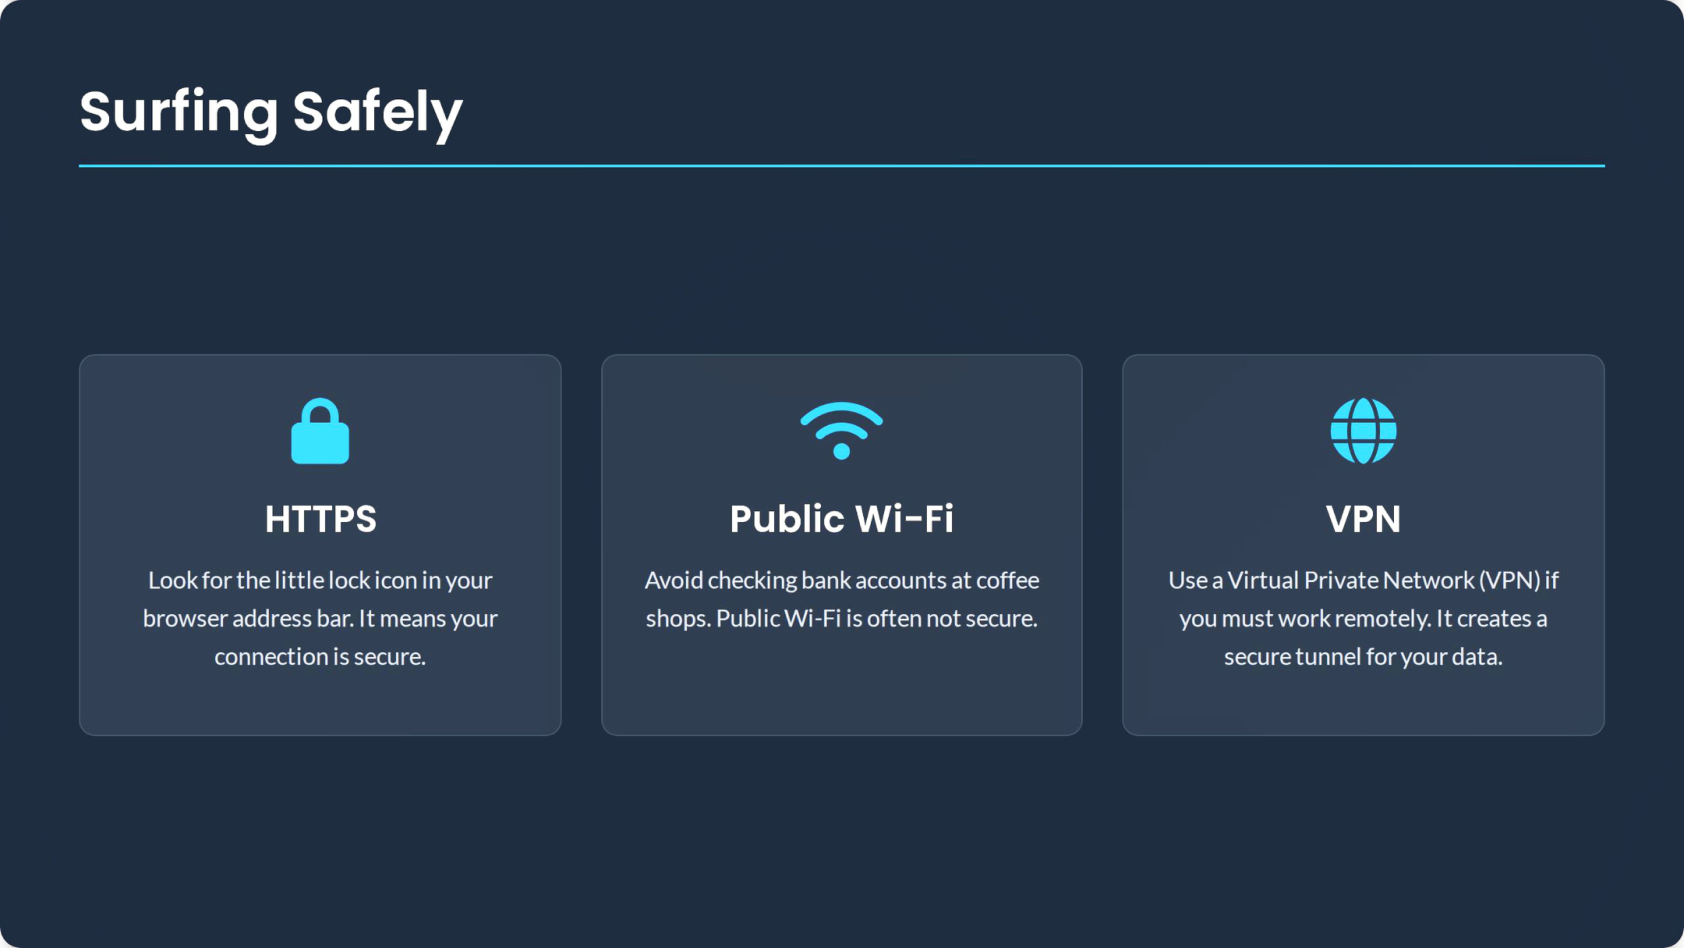 Surfing Safely
HTTPS
Look for the little lock icon in your
browser address bar. It means your
connection is secure.
Public Wi-Fi
Avoid checking bank accounts at coffee
shops. Public Wi-Fi is often not secure.
VPN
Use a Virtual Private Network (VPN) if
you must work remotely. It creates a
secure tunnel for your data.